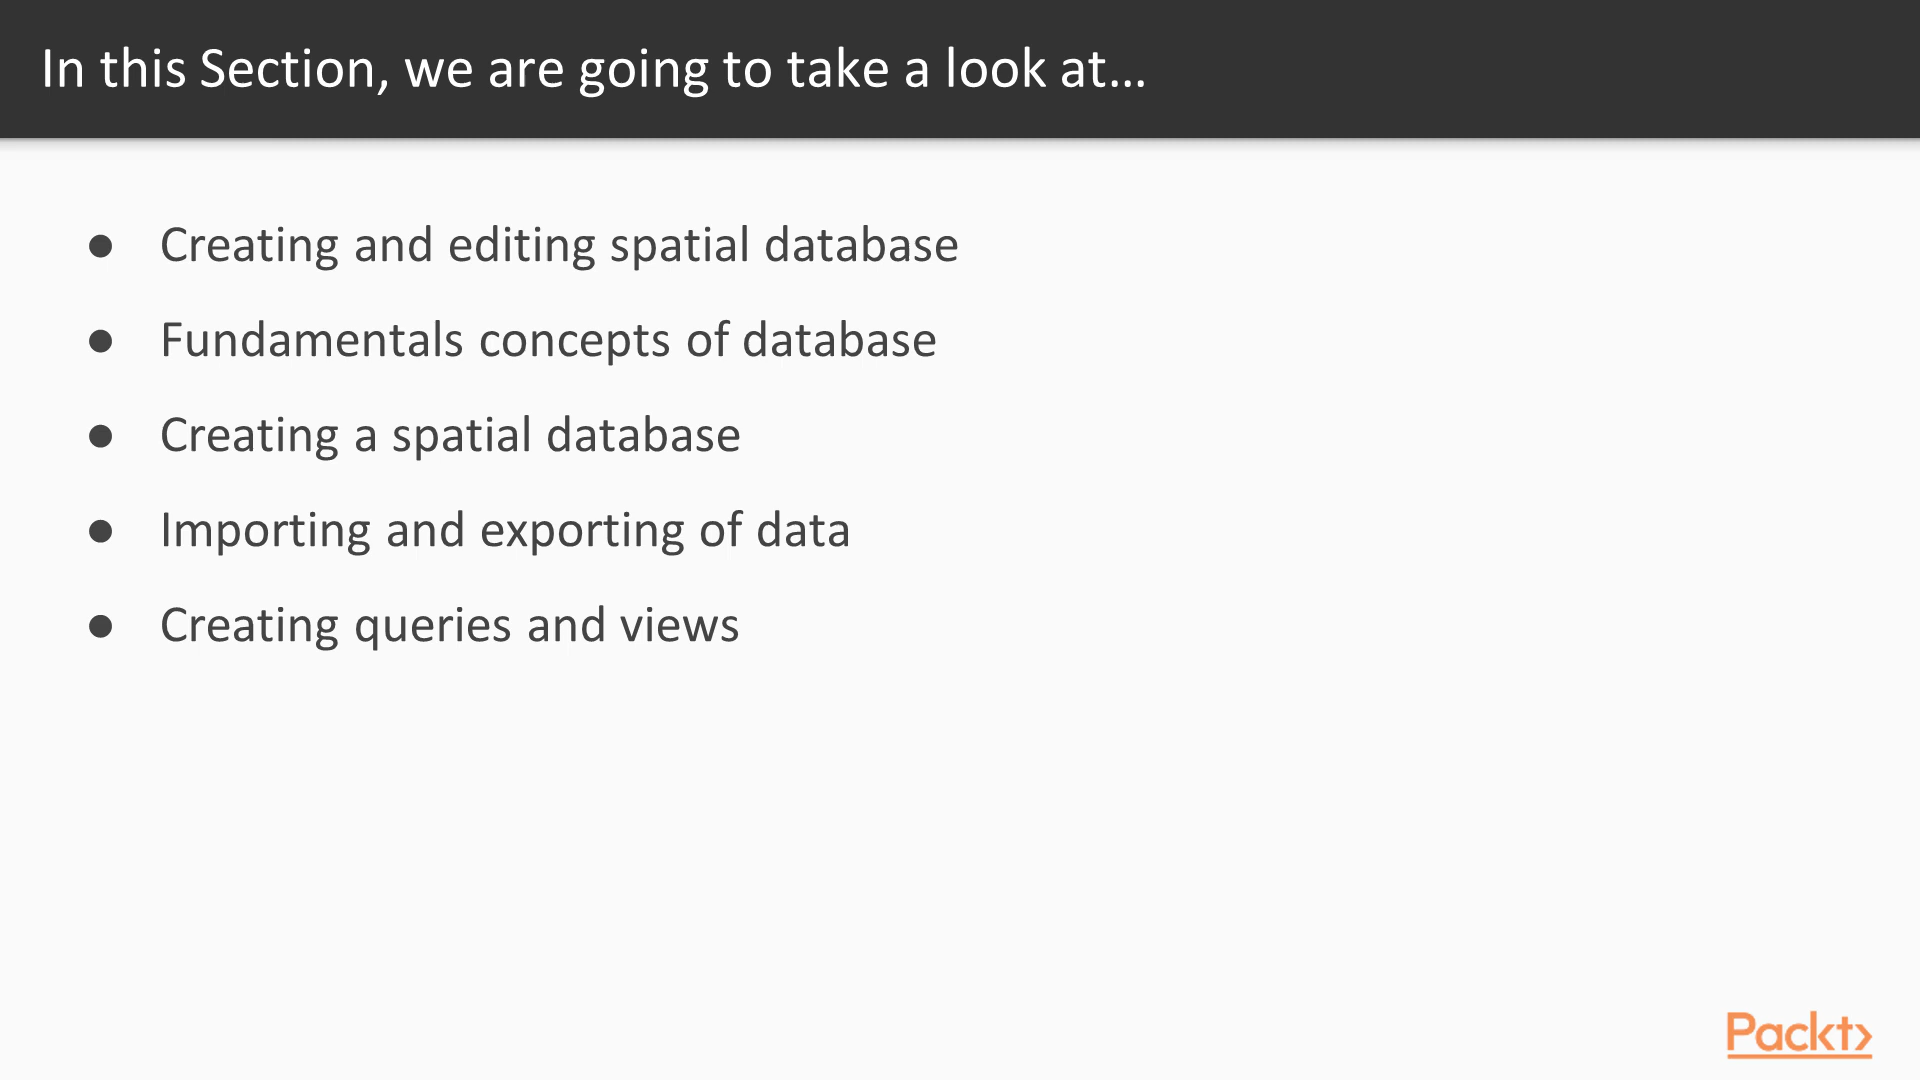 In this Section, we are going to take a look at…
● Creating and editing spatial database
● Fundamentals concepts of database
● Creating a spatial database
● Importing and exporting of data
● Creating queries and views
Packt>